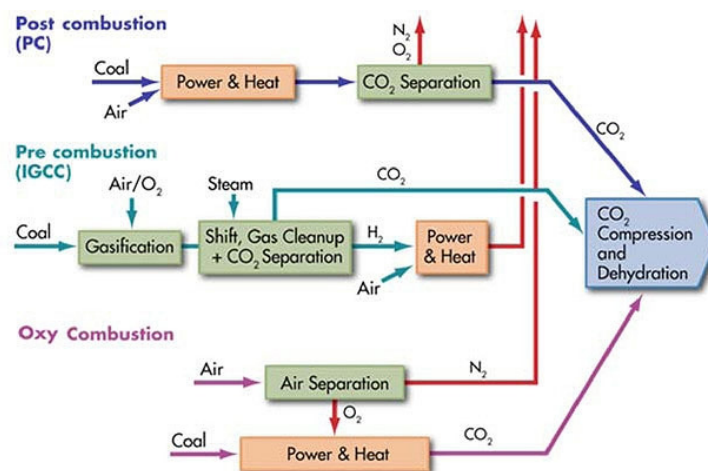 Post combustion
(PC)
N₂
O₂
Coal
Power & Heat
CO₂ Separation
Air
CO₂
Pre combustion
(IGCC)
Air/O₂
Steam
CO₂
Coal
Gasification
Shift, Gas Cleanup
+ CO₂ Separation
H₂
Power
& Heat
Air
CO₂
Compression
and
Dehydration
Oxy Combustion
Air
Air Separation
N₂
O₂
Coal
Power & Heat
CO₂